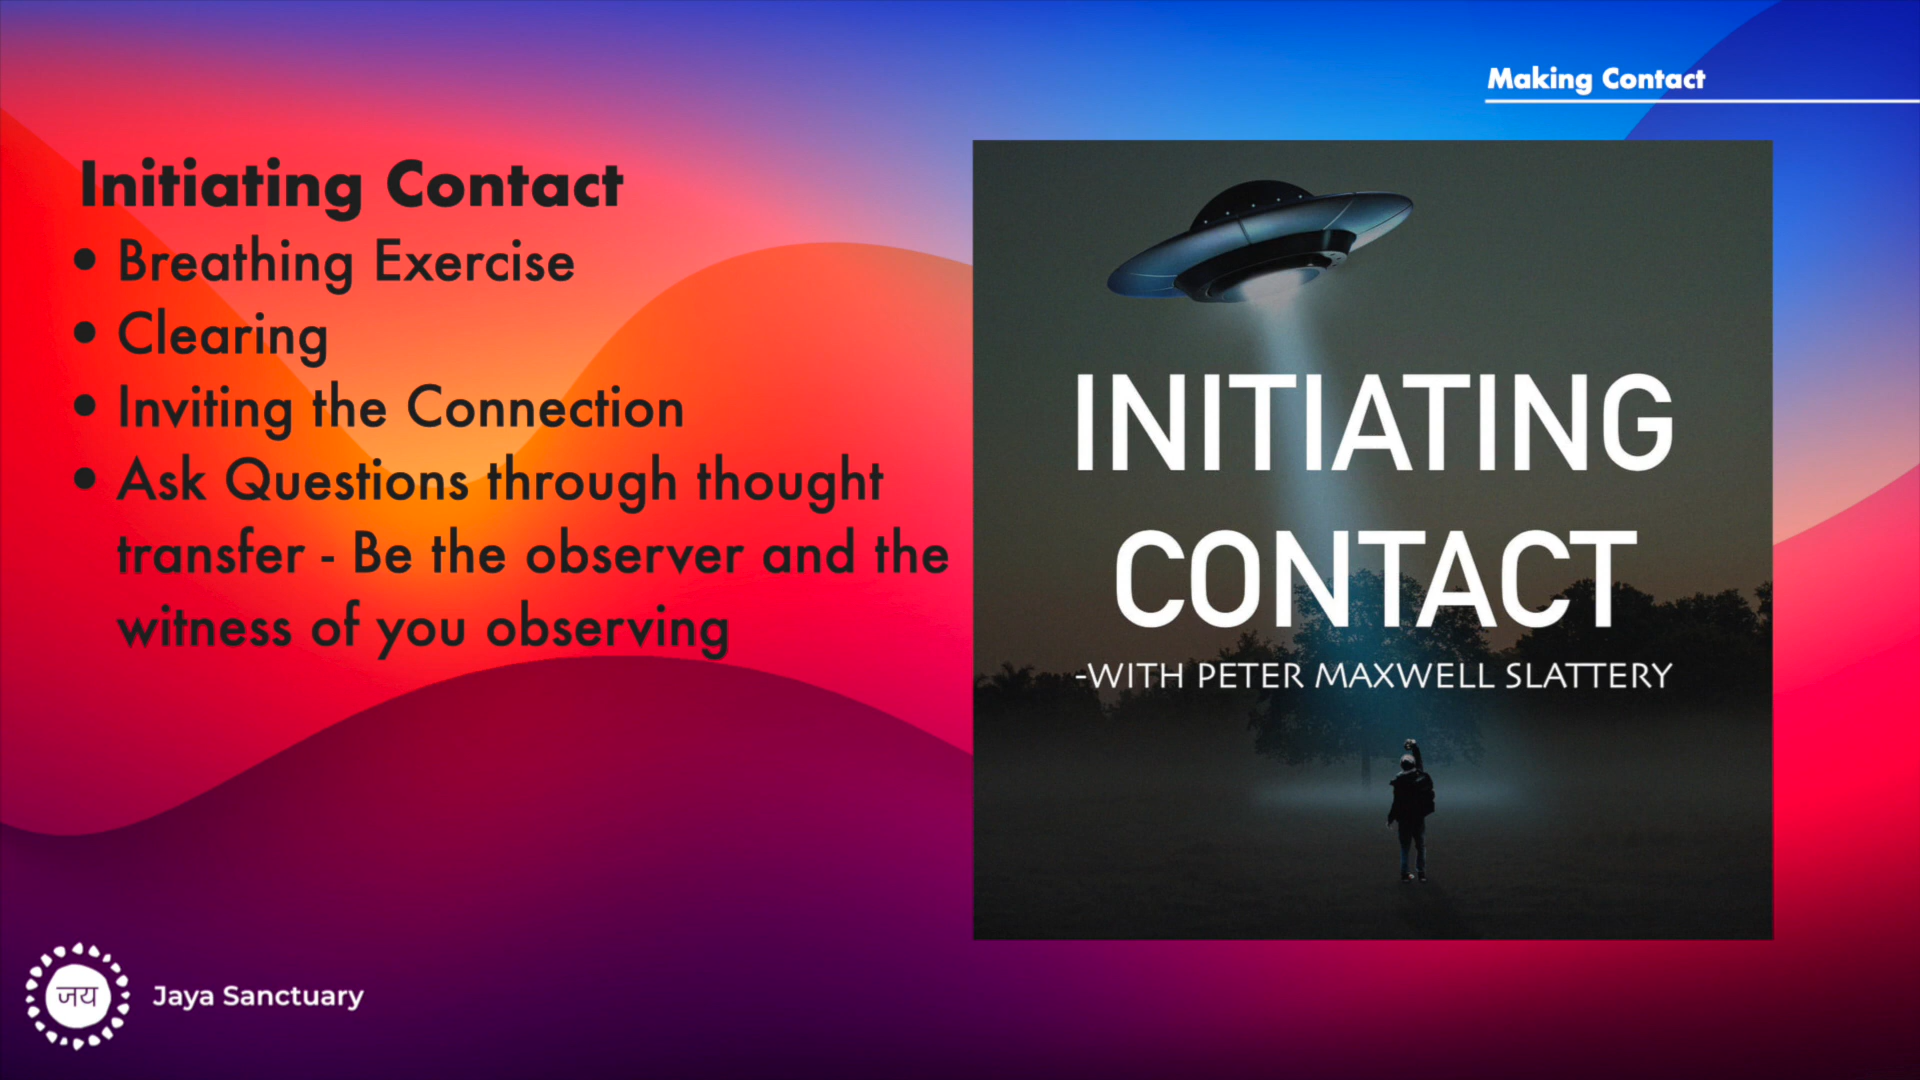 Making Contact
Initiating Contact
• Breathing Exercise
• Clearing
• Inviting the Connection
• Ask Questions through thought
transfer - Be the observer and the
witness of you observing
INITIATING
CONTACT
-WITH PETER MAXWELL SLATTERY
जय
Jaya Sanctuary